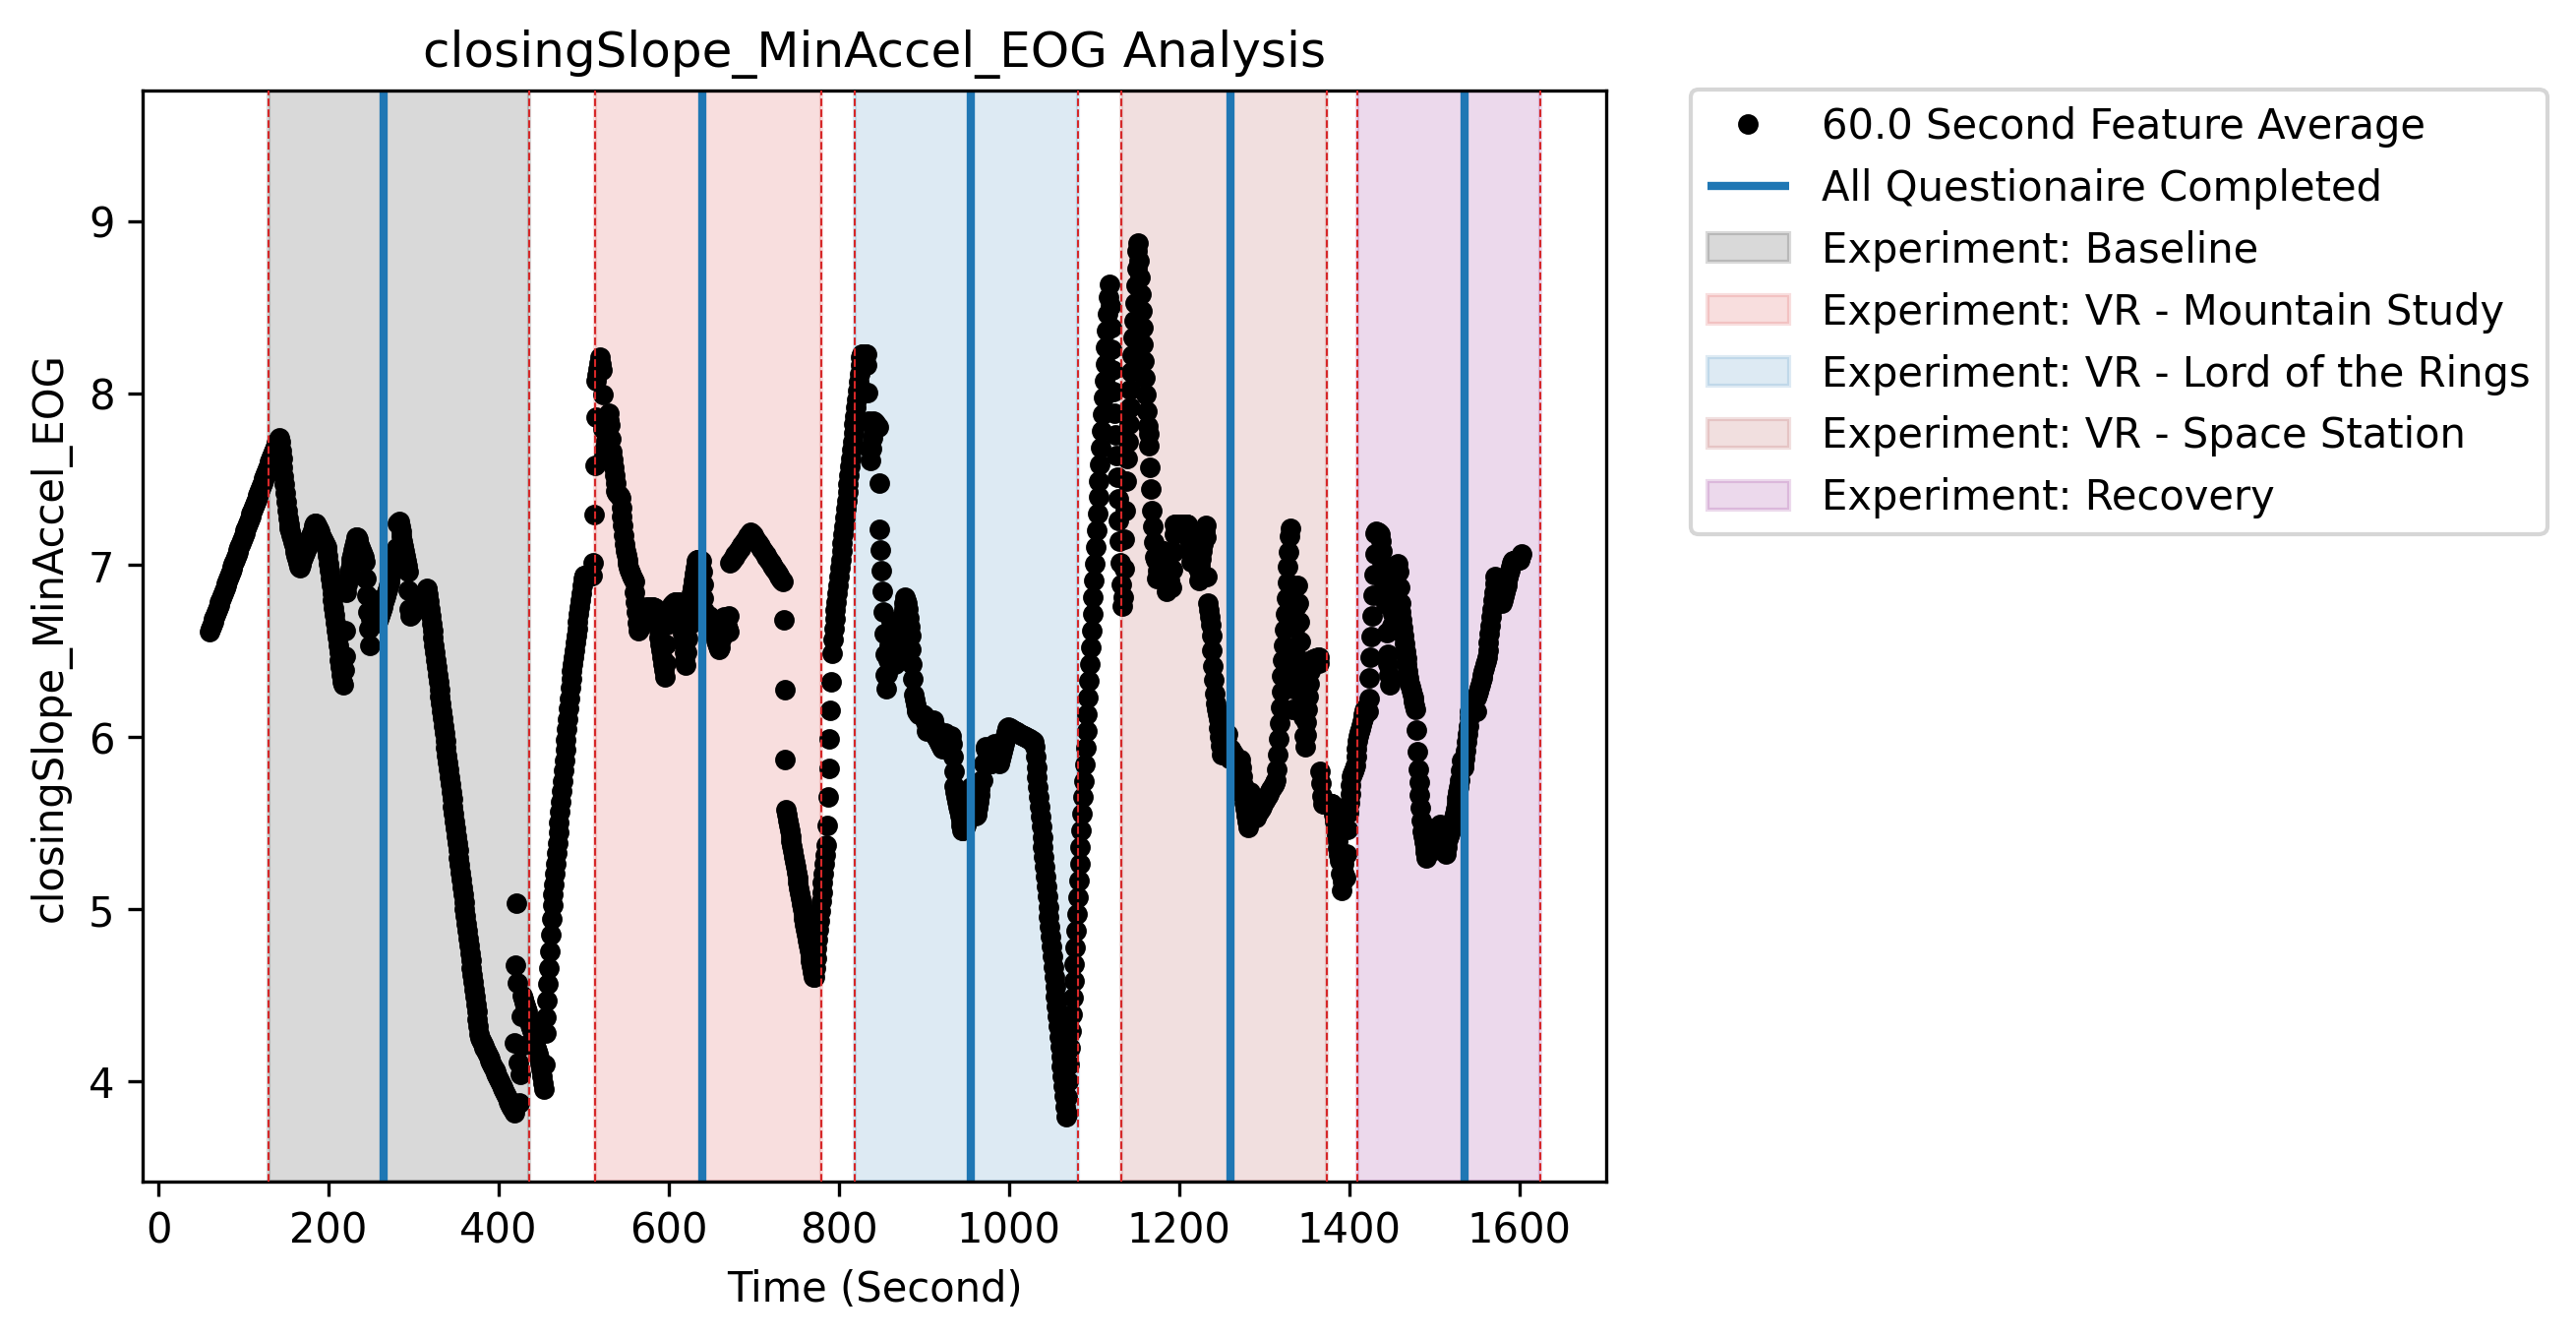 closingSlope_MinAccel_EOG Analysis
closingSlope_MinAccel_EOG
9
8
7
6
5
4
0 200 400 600 800 1000 1200 1400 1600
Time (Second)
60.0 Second Feature Average
All Questionaire Completed
Experiment: Baseline
Experiment: VR - Mountain Study
Experiment: VR - Lord of the Rings
Experiment: VR - Space Station
Experiment: Recovery